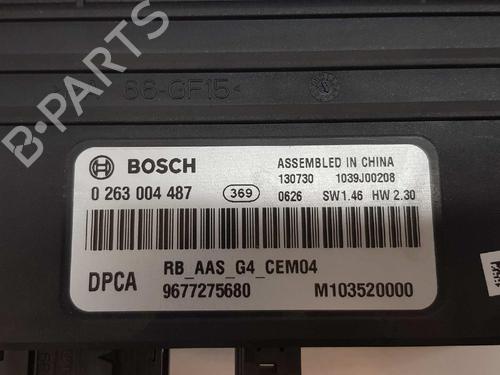 66-GF15<
B-PARTS
BOSCH
ASSEMBLED IN CHINA
130730 1039J00208
0 263 004 487 369 0626 SW1.46 HW 2.30
RB_AAS_G4_CEM04
DPCA 9677275680 M103520000